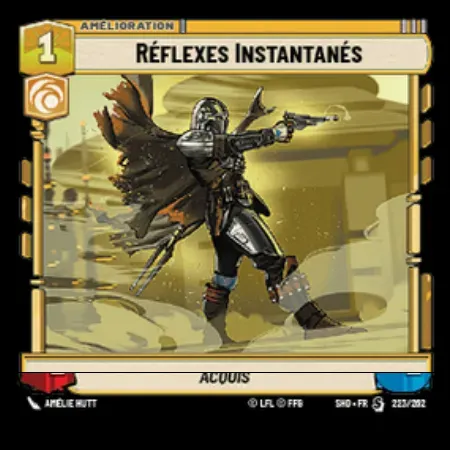 AMÉLIORATION
1
RÉFLEXES INSTANTANÉS
ACQUIS
AMÉLIE HUTT
© LFL © FFG
SHD • FR
223/262